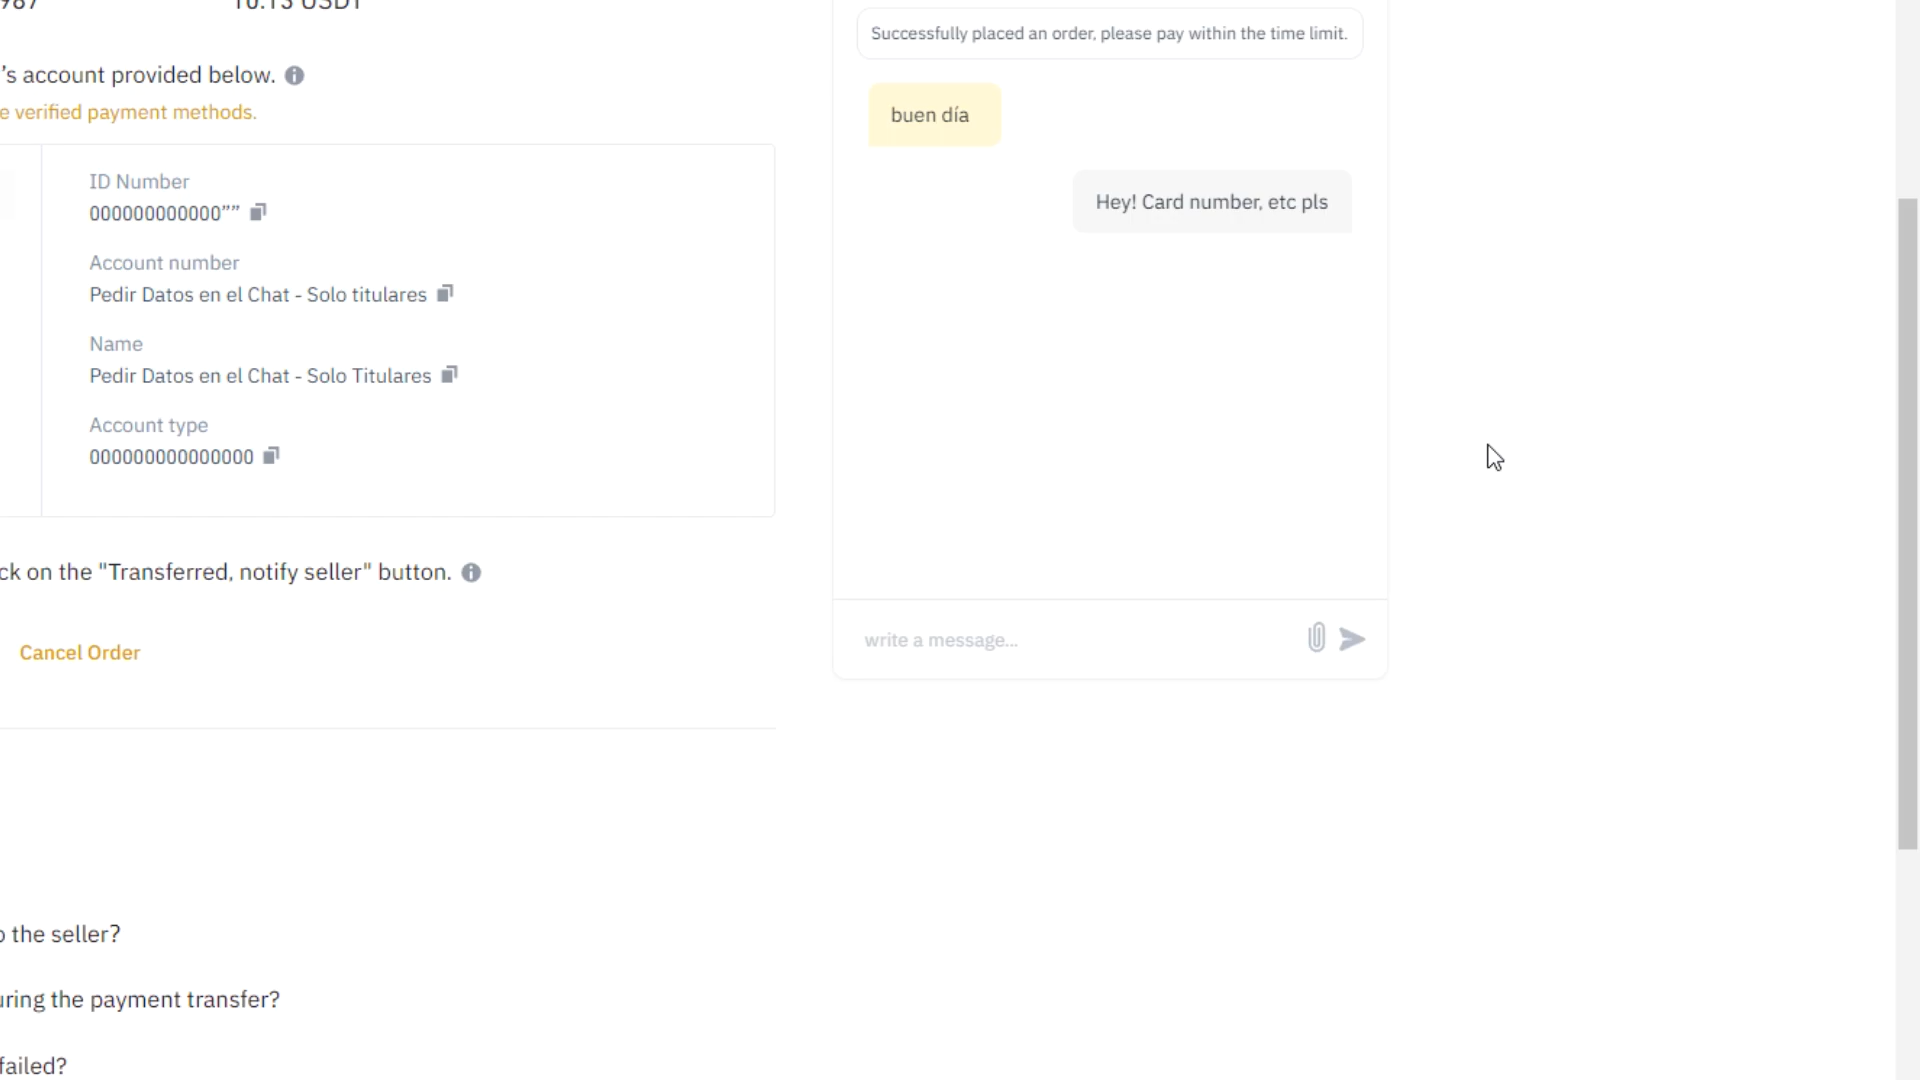 10.13 USDT
Successfully placed an order, please pay within the time limit.
's account provided below.
e verified payment methods.
buen día
Hey! Card number, etc pls
ID Number
000000000000””
Account number
Pedir Datos en el Chat - Solo titulares
Name
Pedir Datos en el Chat - Solo Titulares
Account type
000000000000000
ck on the "Transferred, notify seller" button.
write a message...
Cancel Order
o the seller?
uring the payment transfer?
failed?